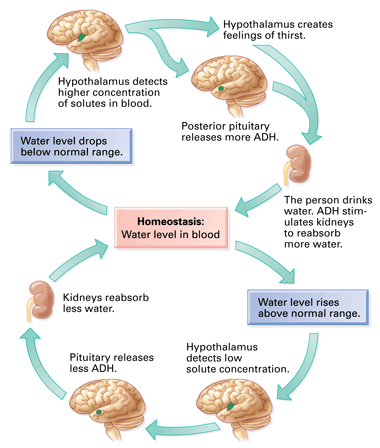 Hypothalamus creates
feelings of thirst.
Hypothalamus detects
higher concentration
of solutes in blood.
Posterior pituitary
releases more ADH.
Water level drops
below normal range.
The person drinks
water. ADH stim-
ulates kidneys
to reabsorb
more water.
Homeostasis:
Water level in blood
Kidneys reabsorb
less water.
Water level rises
above normal range.
Hypothalamus
detects low
solute concentration.
Pituitary releases
less ADH.